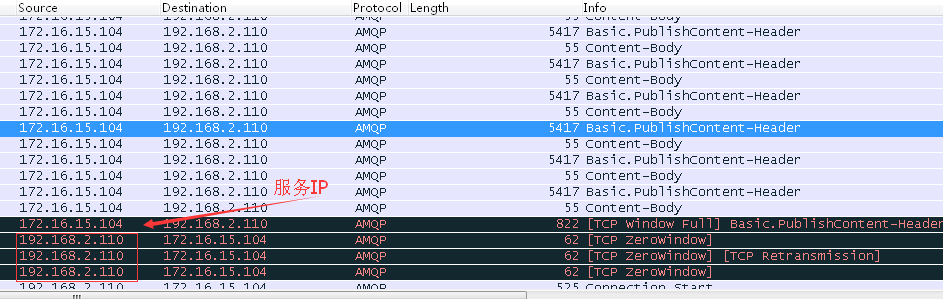 Source Destination Protocol Length Info
172.16.15.104 192.168.2.110 AMQP 55 Content-Body
172.16.15.104 192.168.2.110 AMQP 5417 Basic.PublishContent-Header
172.16.15.104 192.168.2.110 AMQP 55 Content-Body
172.16.15.104 192.168.2.110 AMQP 5417 Basic.PublishContent-Header
172.16.15.104 192.168.2.110 AMQP 55 Content-Body
172.16.15.104 192.168.2.110 AMQP 5417 Basic.PublishContent-Header
172.16.15.104 192.168.2.110 AMQP 55 Content-Body
172.16.15.104 192.168.2.110 AMQP 5417 Basic.PublishContent-Header
172.16.15.104 192.168.2.110 AMQP 55 Content-Body
172.16.15.104 192.168.2.110 AMQP 5417 Basic.PublishContent-Header
172.16.15.104 192.168.2.110 AMQP 55 Content-Body
服务IP
172.16.15.104 192.168.2.110 AMQP 5417 Basic.PublishContent-Header
172.16.15.104 192.168.2.110 AMQP 55 Content-Body
172.16.15.104 192.168.2.110 AMQP 822 [TCP Window Full] Basic.PublishContent-Header
192.168.2.110 172.16.15.104 AMQP 62 [TCP ZeroWindow]
192.168.2.110 172.16.15.104 AMQP 62 [TCP ZeroWindow] [TCP Retransmission]
192.168.2.110 172.16.15.104 AMQP 62 [TCP ZeroWindow]
192.168.2.110 172.16.15.104 AMQP 525 Connection.Start